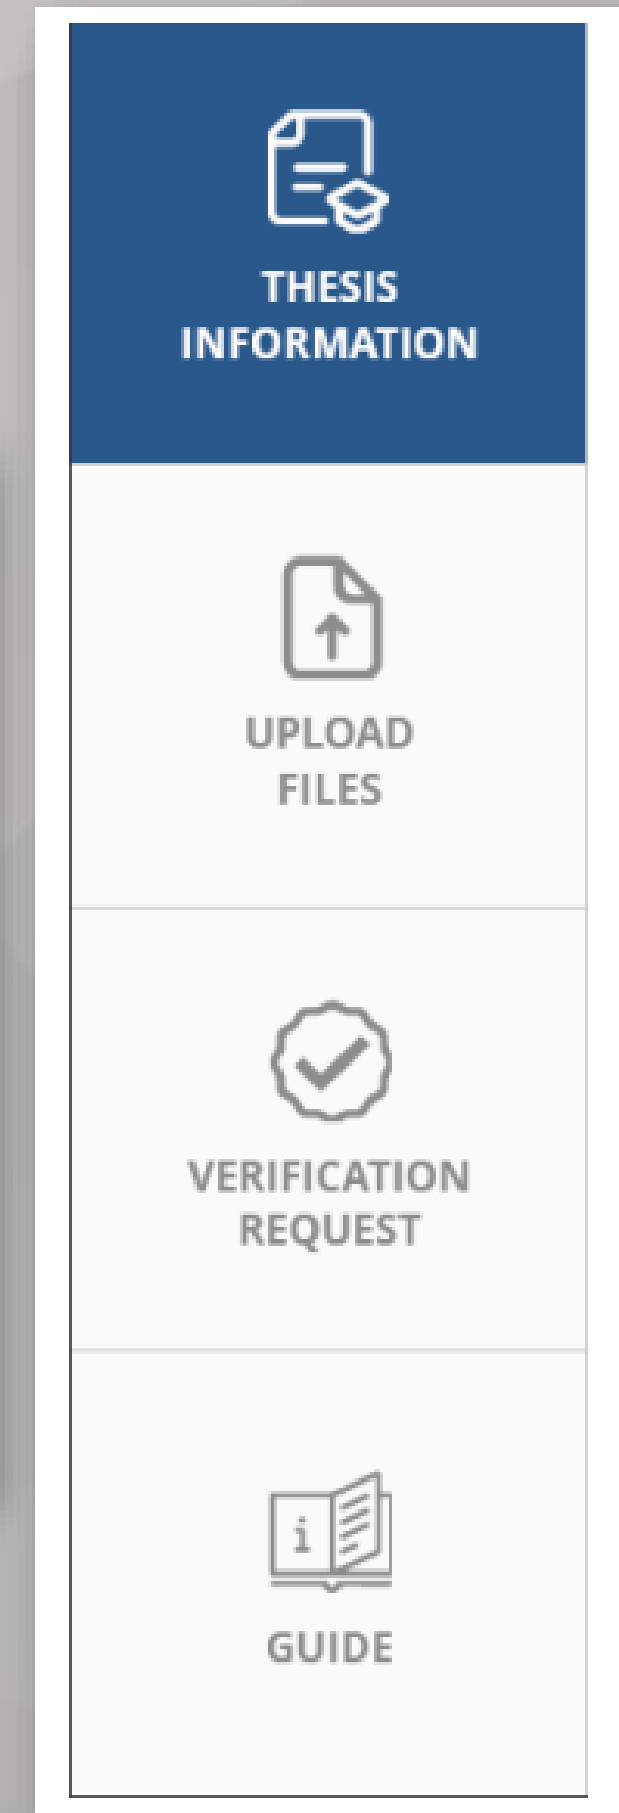 THESIS
INFORMATION
UPLOAD
FILES
VERIFICATION
REQUEST
i
GUIDE